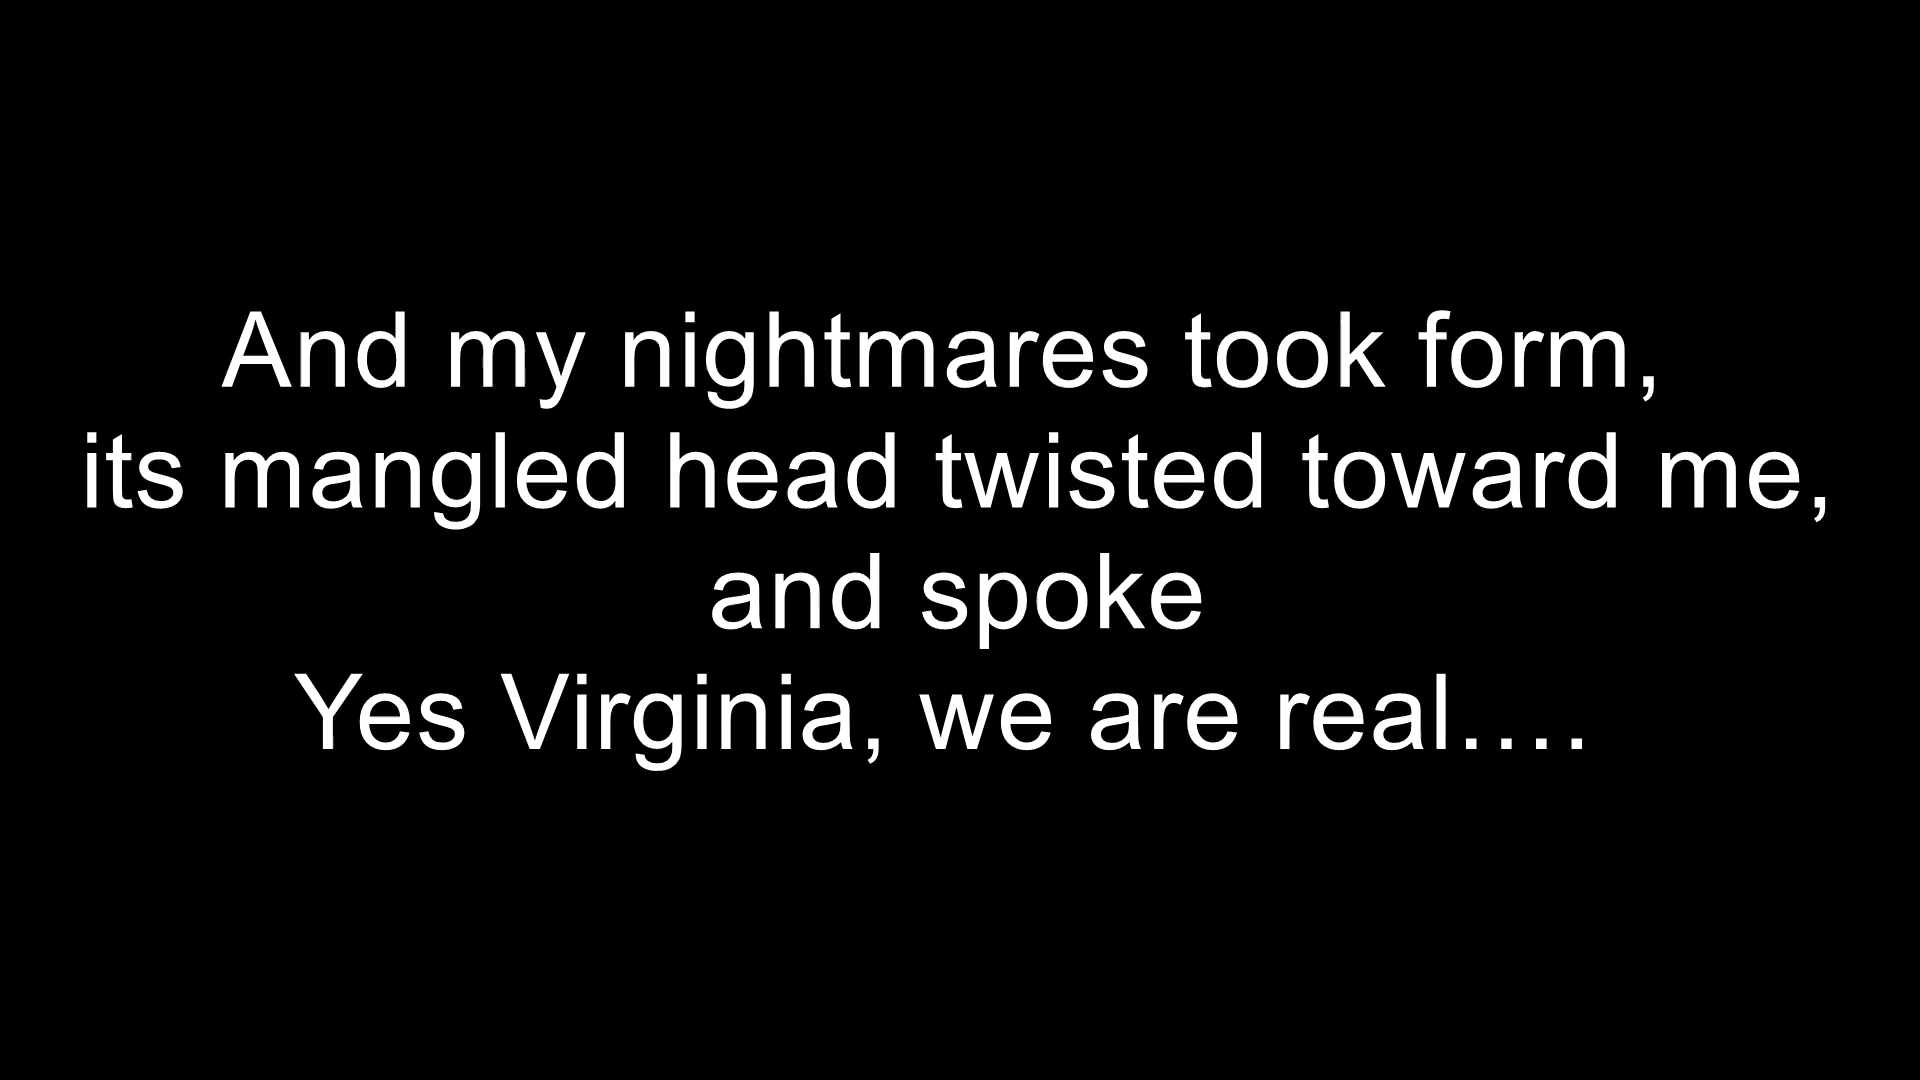 And my nightmares took form,
its mangled head twisted toward me,
and spoke
Yes Virginia, we are real....